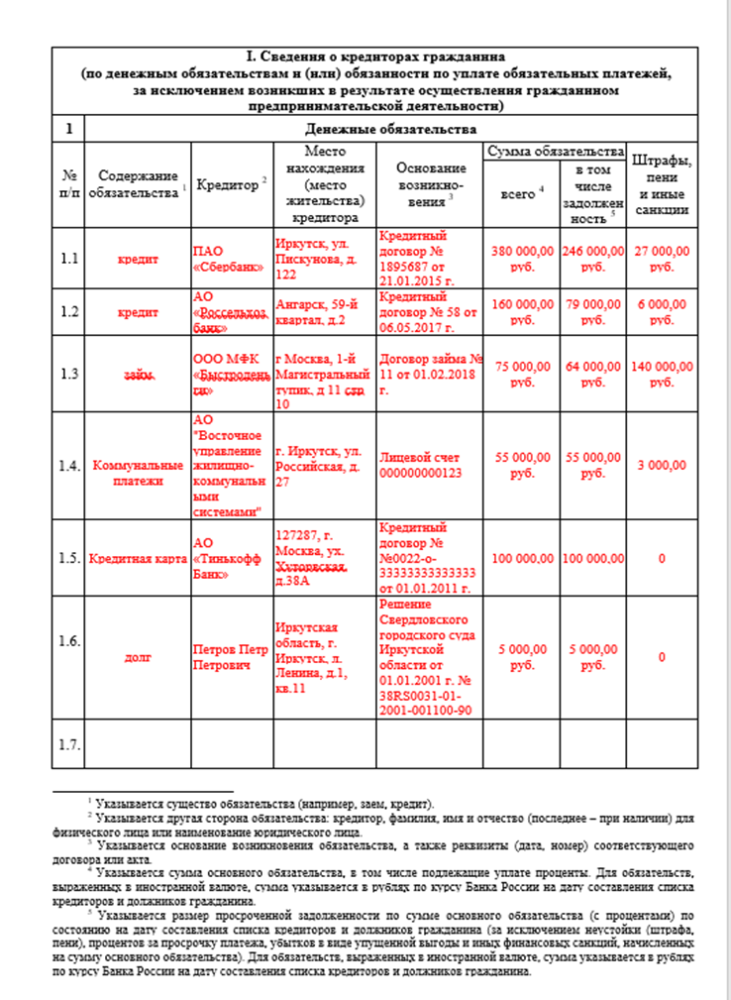 I. Сведения о кредиторах гражданина
(по денежным обязательствам и (или) обязанности по уплате обязательных платежей,
за исключением возникших в результате осуществления гражданином
предпринимательской деятельности)
1 Денежные обязательства
№
п/п
Содержание
обязательства 1
Кредитор 2
Место
нахождения
(место
жительства)
кредитора
Основание
возникно-
вения 3
Сумма обязательства
всего 4
в том
числе
задолжен
ность 5
Штрафы,
пени
и иные
санкции
1.1
кредит
ПАО
«Сбербанк»
Иркутск, ул.
Пискунова, д.
122
Кредитный
договор №
1895687 от
21.01.2015 г.
380 000,00
руб.
246 000,00
руб.
27 000,00
руб.
1.2
кредит
АО
«Россельхоз
банк»
Ангарск, 59-й
квартал, д.2
Кредитный
договор № 58 от
06.05.2017 г.
160 000,00
руб.
79 000,00
руб.
6 000,00
руб.
1.3
займ
ООО МФК
«Быстроден
ги»
г Москва, 1-й
Магистральный
тупик, д 11 стр
10
Договор займа №
11 от 01.02.2018
г.
75 000,00
руб.
64 000,00
руб.
140 000,00
руб.
1.4.
Коммунальные
платежи
АО
"Восточное
управление
жилищно-
коммунальн
ыми
системами"
г. Иркутск, ул.
Российская, д.
27
Лицевой счет
000000000123
55 000,00
руб.
55 000,00
руб.
3 000,00
1.5.
Кредитная карта
АО
«Тинькофф
Банк»
127287, г.
Москва, ух.
Хуторвская,
д.38А
Кредитный
договор №
№0022-о-
33333333333333
от 01.01.2011 г.
100 000,00
100 000,00
0
1.6.
долг
Петров Петр
Петрович
Иркутская
область, г.
Иркутск, л.
Ленина, д.1,
кв.11
Решение
Свердловского
городского суда
Иркутской
области от
01.01.2001 г. №
38RS0031-01-
2001-001100-90
5 000,00
руб.
5 000,00
руб.
0
1.7.
1 Указывается существо обязательства (например, заем, кредит).
2 Указывается другая сторона обязательства: кредитор, фамилия, имя и отчество (последнее – при наличии) для
физического лица или наименование юридического лица.
3 Указывается основание возникновения обязательства, а также реквизиты (дата, номер) соответствующего
договора или акта.
4 Указывается сумма основного обязательства, в том числе подлежащие уплате проценты. Для обязательств,
выраженных в иностранной валюте, сумма указывается в рублях по курсу Банка России на дату составления списка
кредиторов и должников гражданина.
5 Указывается размер просроченной задолженности по сумме основного обязательства (с процентами) по
состоянию на дату составления списка кредиторов и должников гражданина (за исключением неустойки (штрафа,
пени), процентов за просрочку платежа, убытков в виде упущенной выгоды и иных финансовых санкций, начисленных
на сумму основного обязательства). Для обязательств, выраженных в иностранной валюте, сумма указывается в рублях
по курсу Банка России на дату составления списка кредиторов и должников гражданина.